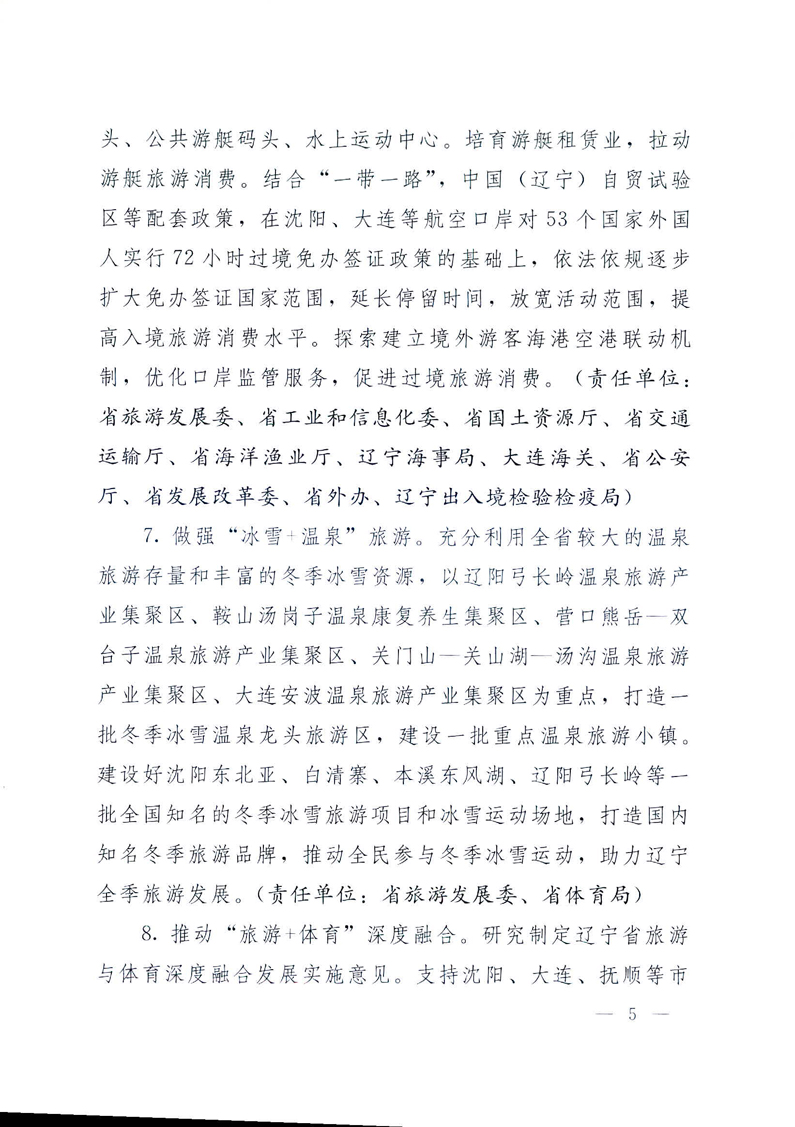 头、公共游艇码头、水上运动中心。培育游艇租赁业，拉动
游艇旅游消费。结合“一带一路”，中国（辽宁）自贸试验
区等配套政策，在沈阳、大连等航空口岸对 53 个国家外国
人实行 72 小时过境免办签证政策的基础上，依法依规逐步
扩大免办签证国家范围，延长停留时间，放宽活动范围，提
高入境旅游消费水平。探索建立境外游客海港空港联动机
制，优化口岸监管服务，促进过境旅游消费。（责任单位：
省旅游发展委、省工业和信息化委、省国土资源厅、省交通
运输厅、省海洋渔业厅、辽宁海事局、大连海关、省公安
厅、省发展改革委、省外办、辽宁出入境检验检疫局）
7. 做强“冰雪+温泉”旅游。充分利用全省较大的温泉
旅游存量和丰富的冬季冰雪资源，以辽阳弓长岭温泉旅游产
业集聚区、鞍山汤岗子温泉康复养生集聚区、营口熊岳—双
台子温泉旅游产业集聚区、关门山—关山湖—汤沟温泉旅游
产业集聚区、大连安波温泉旅游产业集聚区为重点，打造一
批冬季冰雪温泉龙头旅游区，建设一批重点温泉旅游小镇。
建设好沈阳东北亚、白清寨、本溪东风湖、辽阳弓长岭等一
批全国知名的冬季冰雪旅游项目和冰雪运动场地，打造国内
知名冬季旅游品牌，推动全民参与冬季冰雪运动，助力辽宁
全季旅游发展。（责任单位：省旅游发展委、省体育局）
8. 推动“旅游+体育”深度融合。研究制定辽宁省旅游
与体育深度融合发展实施意见。支持沈阳、大连、抚顺等市
— 5 —